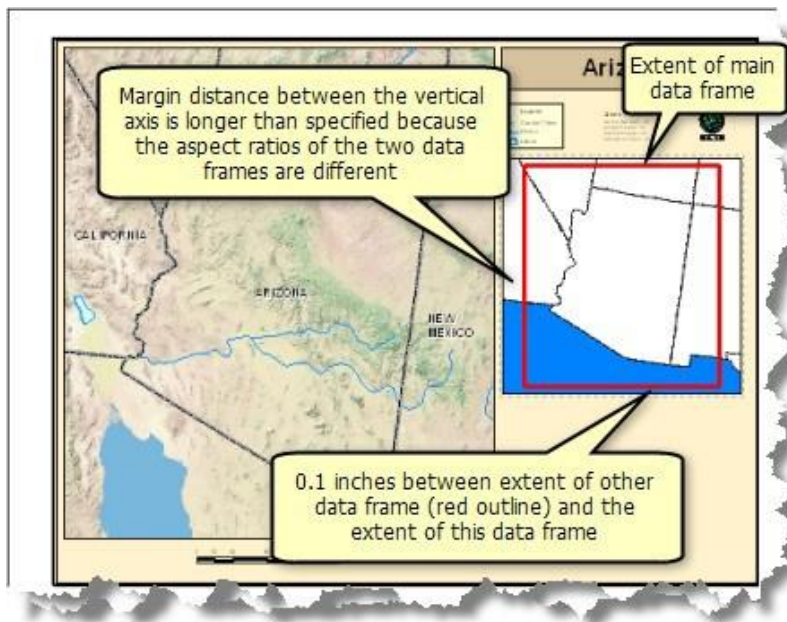 Ariz
Extent of main
data frame
Margin distance between the vertical
axis is longer than specified because
the aspect ratios of the two data
frames are different
CALIFORNIA
ARIZONA
NEW
MEXICO
0.1 inches between extent of other
data frame (red outline) and the
extent of this data frame